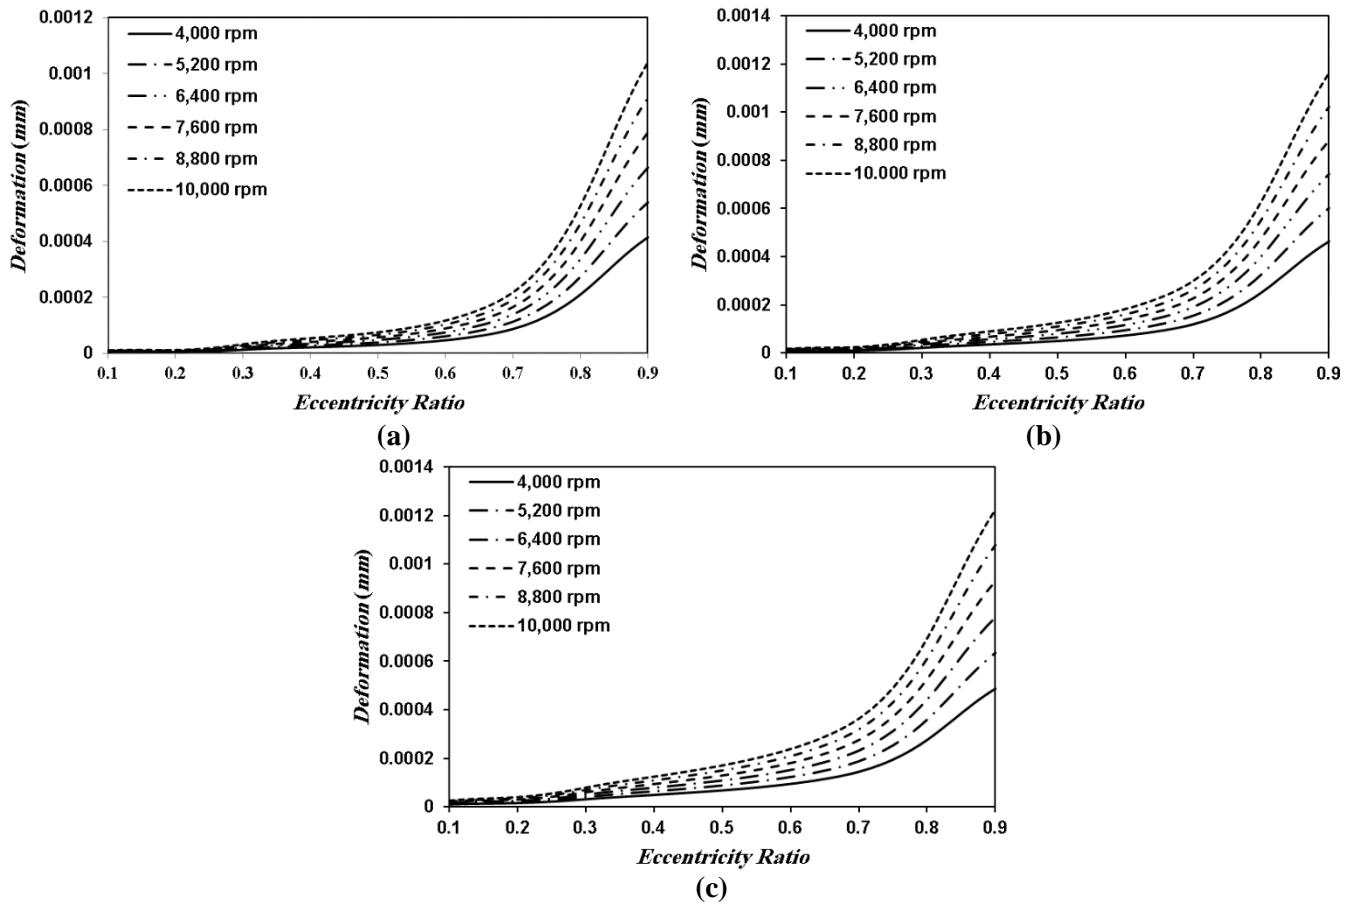 0.0012
0.001
0.0008
0.0006
0.0004
0.0002
0
Deformation (mm)
4,000 rpm
5,200 rpm
6,400 rpm
7,600 rpm
8,800 rpm
10,000 rpm
0.1 0.2 0.3 0.4 0.5 0.6 0.7 0.8 0.9
Eccentricity Ratio
(a)
0.0014
0.0012
0.001
0.0008
0.0006
0.0004
0.0002
0
Deformation (mm)
4,000 rpm
5,200 rpm
6,400 rpm
7,600 rpm
8,800 rpm
10.000 rpm
0.1 0.2 0.3 0.4 0.5 0.6 0.7 0.8 0.9
Eccentricity Ratio
(b)
0.0014
0.0012
0.001
0.0008
0.0006
0.0004
0.0002
0
Deformation (mm)
4,000 rpm
5,200 rpm
6,400 rpm
7,600 rpm
8,800 rpm
10,000 rpm
0.1 0.2 0.3 0.4 0.5 0.6 0.7 0.8 0.9
Eccentricity Ratio
(c)